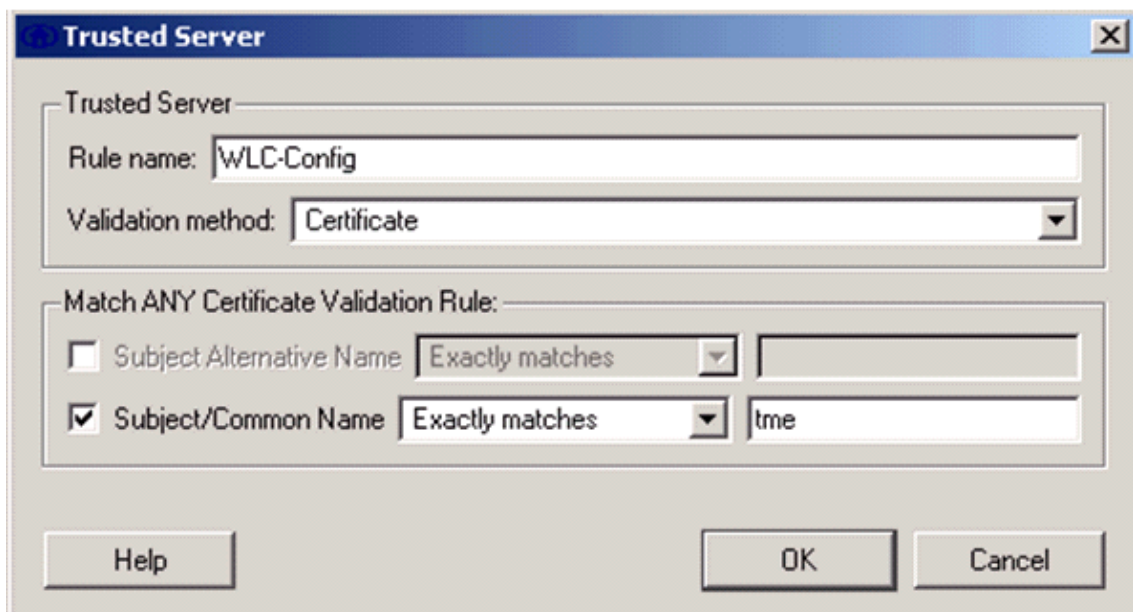 Trusted Server
Trusted Server
Rule name: WLC-Config
Validation method: Certificate
Match ANY Certificate Validation Rule:
Subject Alternative Name Exactly matches
Subject/Common Name Exactly matches tme
Help OK Cancel